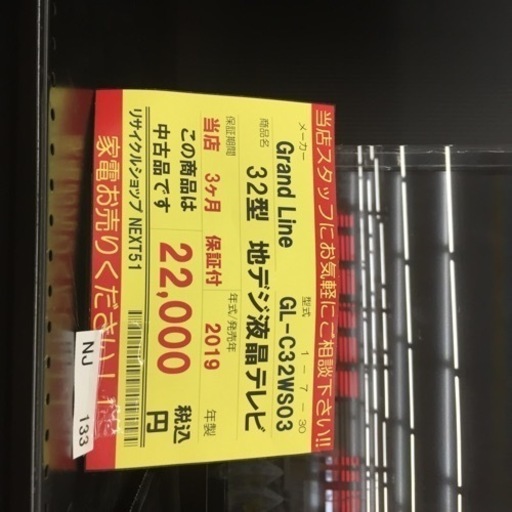 当店スタッフにお気軽にご相談下さい!!
メーカー 型式 1-7-30
Grand Line GL-C32WS03
商品名
32型 地デジ液晶テレビ
保証期間 年式/発売年
当店 3ヶ月 保証付 2019 年製
この商品は
中古品です
22,000 税込 円
リサイクルショップ NEXT51
家電お売りください!
NJ 133